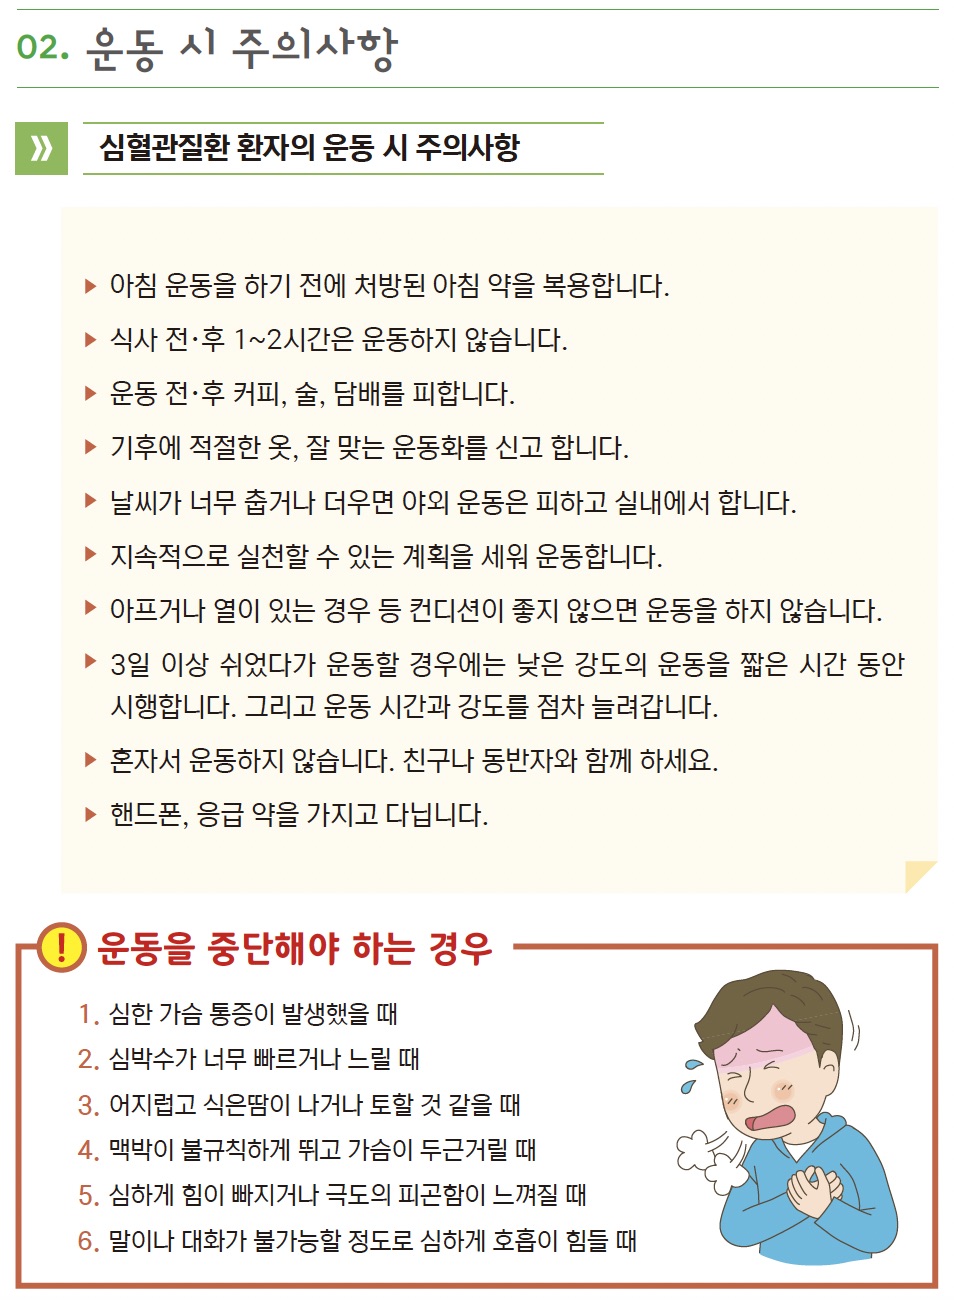 02. 운동 시 주의사항
심혈관질환 환자의 운동 시 주의사항
▶ 아침 운동을 하기 전에 처방된 아침 약을 복용합니다.
▶ 식사 전·후 1~2시간은 운동하지 않습니다.
▶ 운동 전·후 커피, 술, 담배를 피합니다.
▶ 기후에 적절한 옷, 잘 맞는 운동화를 신고 합니다.
▶ 날씨가 너무 춥거나 더우면 야외 운동은 피하고 실내에서 합니다.
▶ 지속적으로 실천할 수 있는 계획을 세워 운동합니다.
▶ 아프거나 열이 있는 경우 등 컨디션이 좋지 않으면 운동을 하지 않습니다.
▶ 3일 이상 쉬었다가 운동할 경우에는 낮은 강도의 운동을 짧은 시간 동안
시행합니다. 그리고 운동 시간과 강도를 점차 늘려갑니다.
▶ 혼자서 운동하지 않습니다. 친구나 동반자와 함께 하세요.
▶ 핸드폰, 응급 약을 가지고 다닙니다.
! 운동을 중단해야 하는 경우
1. 심한 가슴 통증이 발생했을 때
2. 심박수가 너무 빠르거나 느릴 때
3. 어지럽고 식은땀이 나거나 토할 것 같을 때
4. 맥박이 불규칙하게 뛰고 가슴이 두근거릴 때
5. 심하게 힘이 빠지거나 극도의 피곤함이 느껴질 때
6. 말이나 대화가 불가능할 정도로 심하게 호흡이 힘들 때